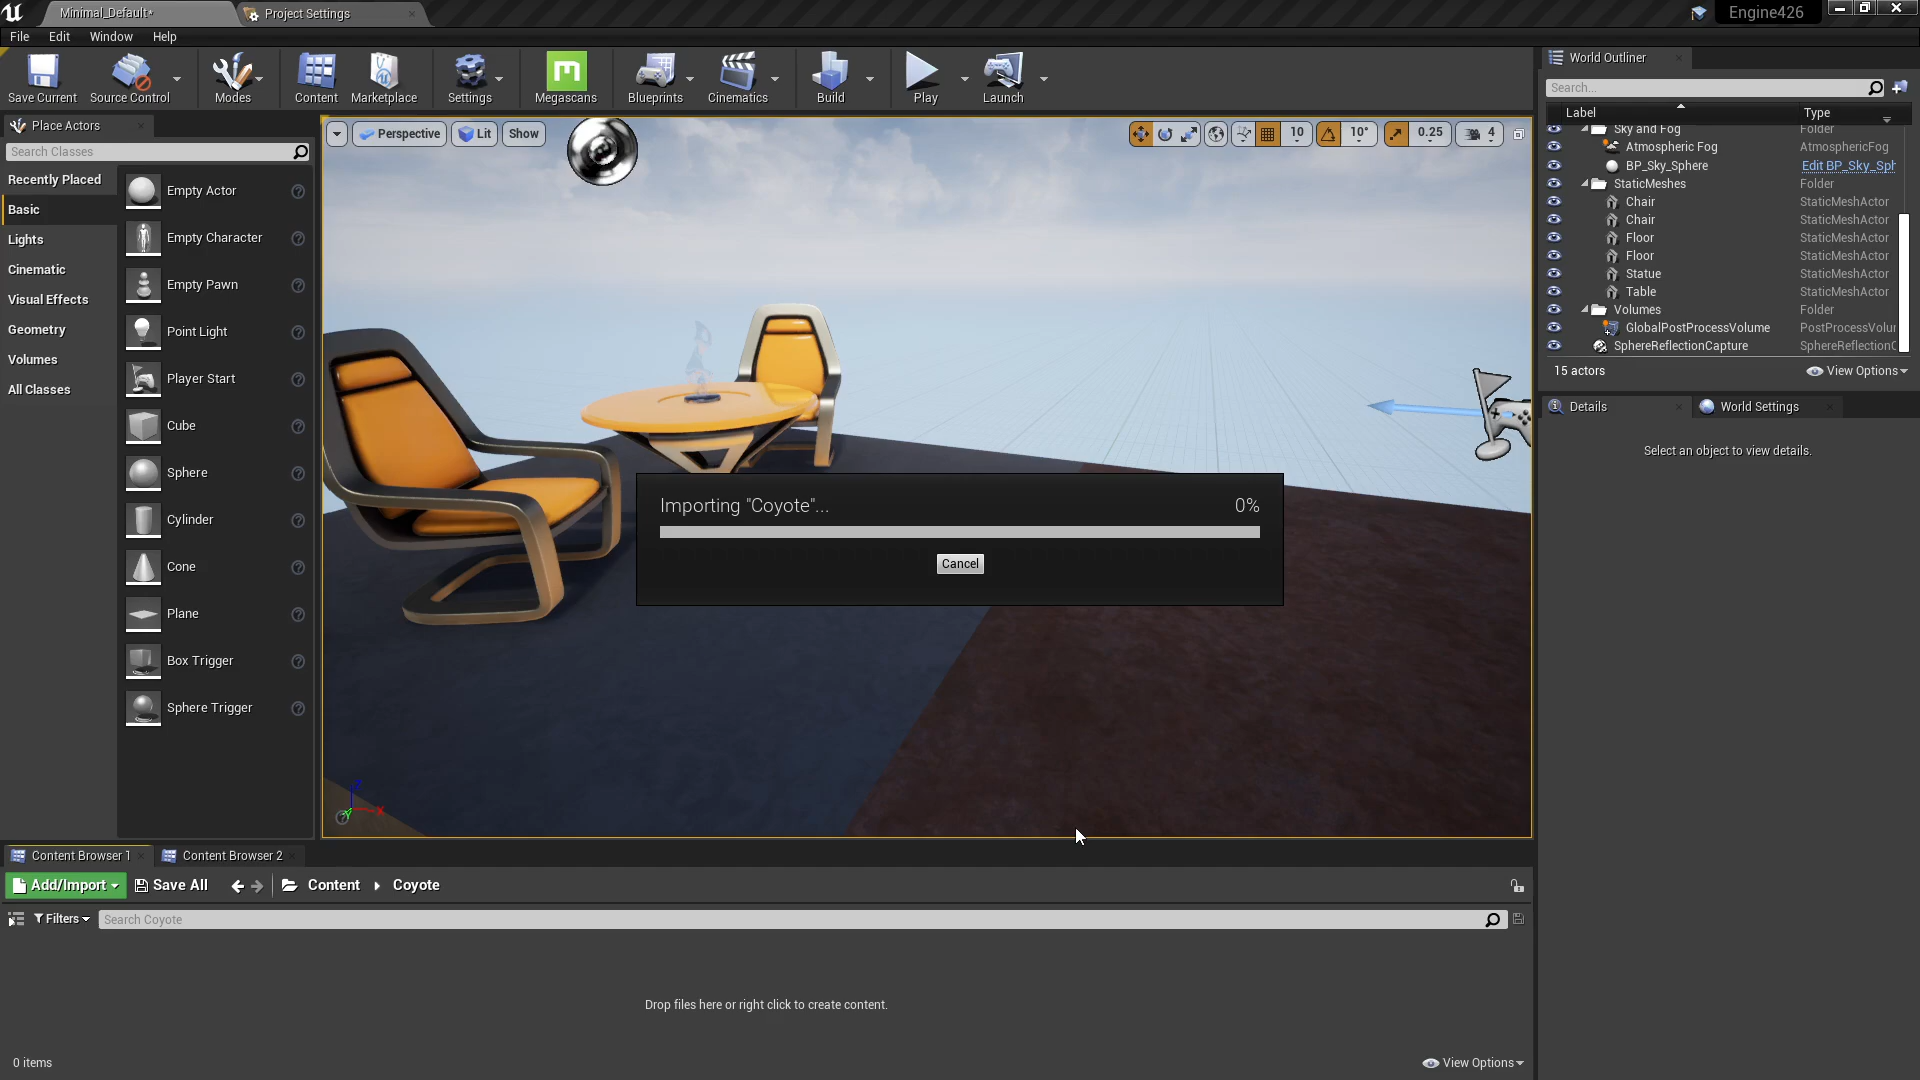 Minimal_Default*
Project Settings
Engine426
File Edit Window Help
Save Current
Source Control
Modes
Content
Marketplace
Settings
Megascans
Blueprints
Cinematics
Build
Play
Launch
Place Actors
Search Classes
Recently Placed
Basic
Lights
Cinematic
Visual Effects
Geometry
Volumes
All Classes
Empty Actor
Empty Character
Empty Pawn
Point Light
Player Start
Cube
Sphere
Cylinder
Cone
Plane
Box Trigger
Sphere Trigger
Perspective Lit Show
10 10° 0.25 4
Importing "Coyote"... 0%
Cancel
World Outliner
Search...
Label Type
Sky and Fog Folder
Atmospheric Fog AtmosphericFog
BP_Sky_Sphere Edit BP_Sky_Sph
StaticMeshes Folder
Chair StaticMeshActor
Chair StaticMeshActor
Floor StaticMeshActor
Floor StaticMeshActor
Statue StaticMeshActor
Table StaticMeshActor
Volumes Folder
GlobalPostProcessVolume PostProcessVolu
SphereReflectionCapture SphereReflectionC
15 actors View Options
Details World Settings
Select an object to view details.
Content Browser 1 Content Browser 2
Add/Import Save All Content Coyote
Filters Search Coyote
Drop files here or right click to create content.
0 items View Options